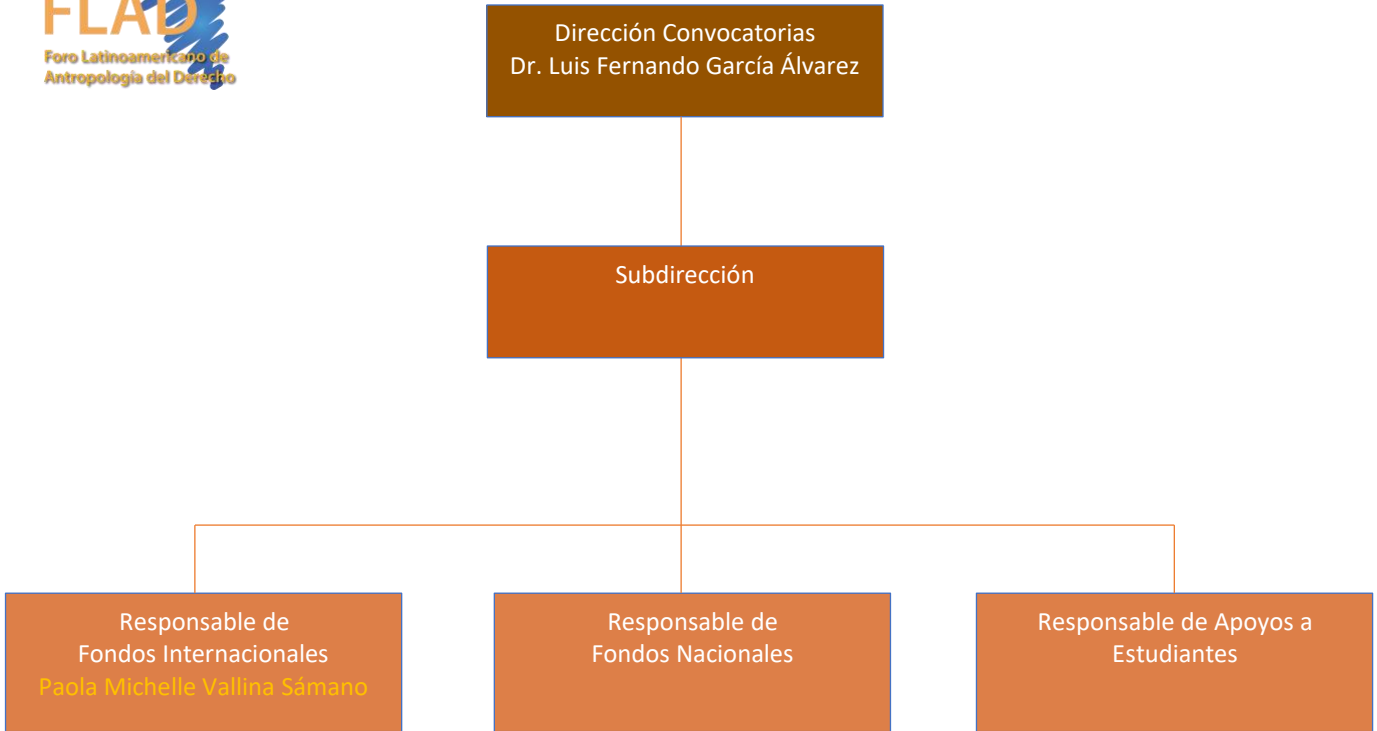 FLAD
Foro Latinoamericano de
Antropología del Derecho
Dirección Convocatorias
Dr. Luis Fernando García Álvarez
Subdirección
Responsable de
Fondos Internacionales
Paola Michelle Vallina Sámano
Responsable de
Fondos Nacionales
Responsable de Apoyos a
Estudiantes